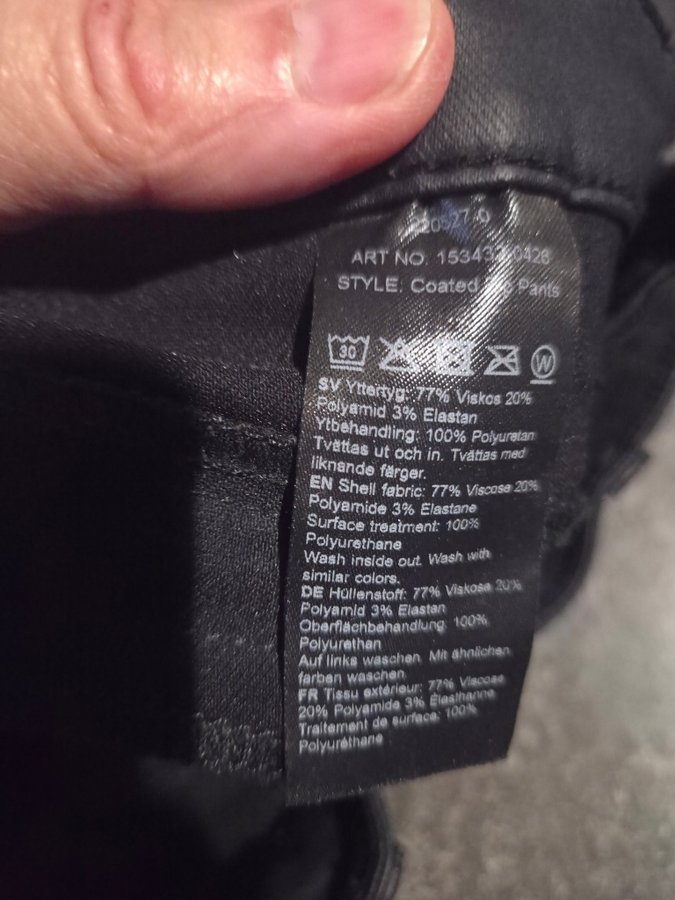 ART NO. 
STYLE: Coated Pants
30 W
SV Yttertyg: 77% Viskos 20%
Polyamid 3% Elastan
Ytbehandling: 100% Polyuretan
Tvättas ut och in. Tvättas med
liknande färger.
EN Shell fabric: 77% Viscose 20%
Polyamide 3% Elastane
Surface treatment: 100%
Polyurethane
Wash inside out. Wash with
similar colors.
DE Hüllenstoff: 77% Viskose 20%
Polyamid 3% Elastan
Oberflächbehandlung: 100%
Polyurethan
Auf links waschen. Mit ähnlichen
farben waschen.
FR Tissu extérieur: 77% Viscose
20% Polyamide 3% Élasthanne
Traitement de surface: 100%
Polyuréthane